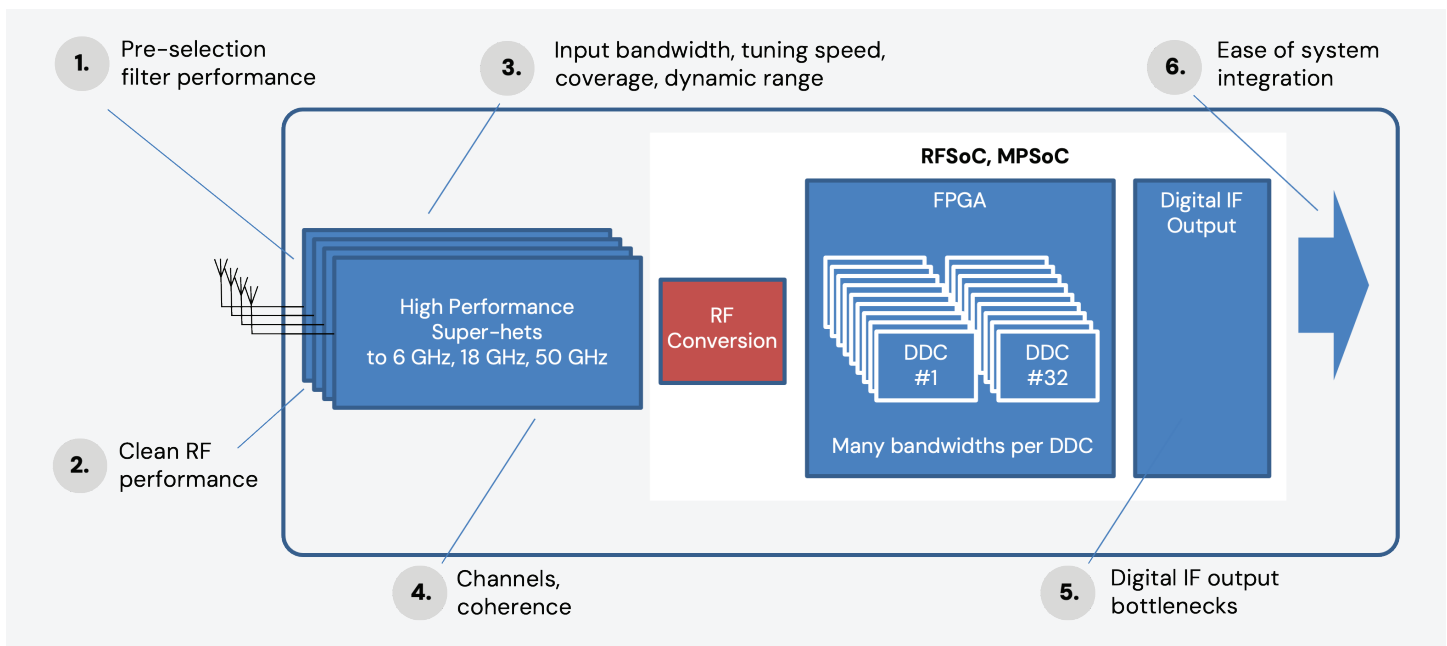 1.
Pre-selection
filter performance
3.
Input bandwidth, tuning speed,
coverage, dynamic range
6.
Ease of system
integration
RFSoC, MPSoC
FPGA
Digital IF
Output
High Performance
Super-hets
to 6 GHz, 18 GHz, 50 GHz
RF
Conversion
DDC
#1
DDC
#32
Many bandwidths per DDC
2.
Clean RF
performance
4.
Channels,
coherence
5.
Digital IF output
bottlenecks